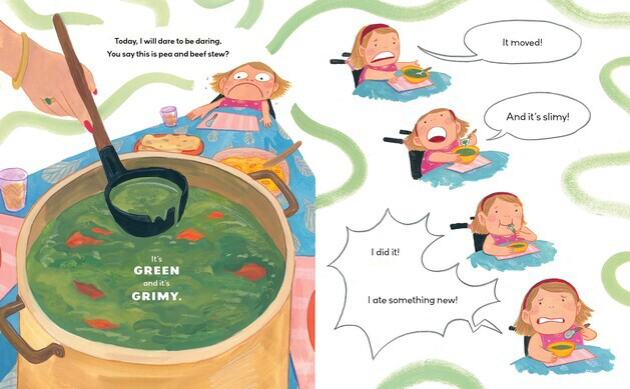 Today, I will dare to be daring.
You say this is pea and beef stew?
It's
GREEN
and it's
GRIMY.
It moved!
And it's slimy!
I did it!
I ate something new!